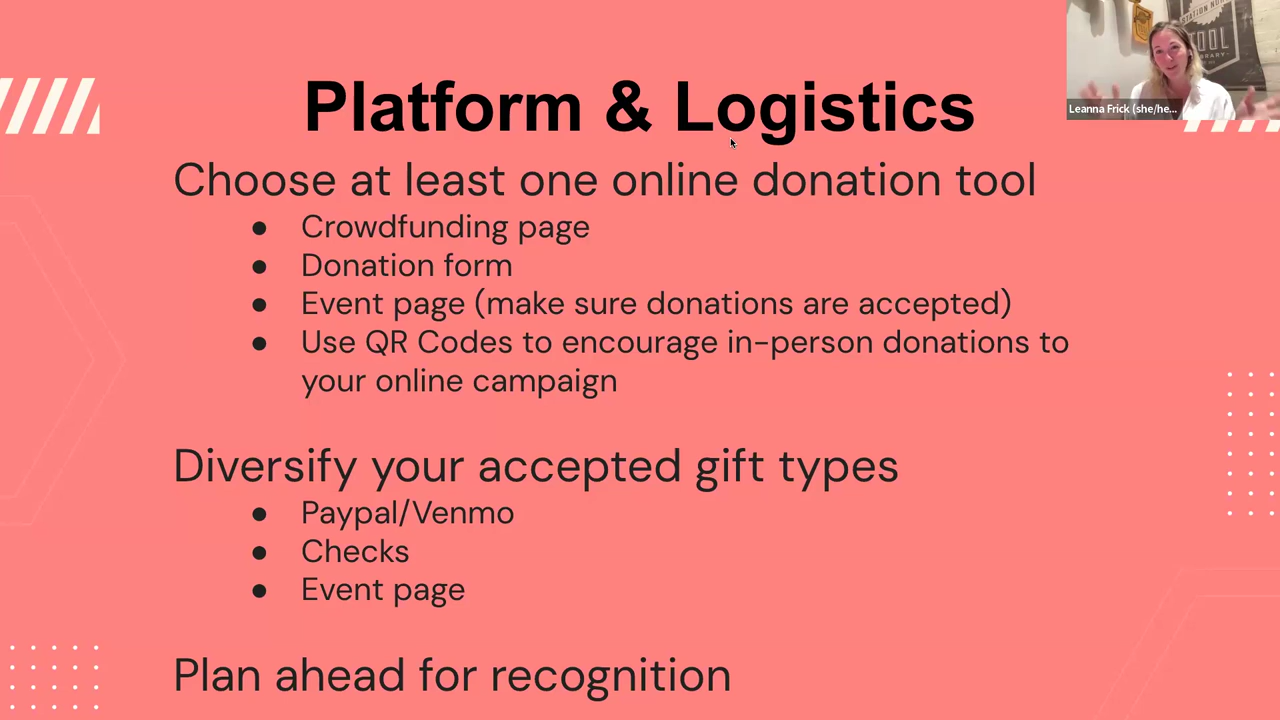 Platform & Logistics
Choose at least one online donation tool
● Crowdfunding page
● Donation form
● Event page (make sure donations are accepted)
● Use QR Codes to encourage in-person donations to
your online campaign
Diversify your accepted gift types
● Paypal/Venmo
● Checks
● Event page
Plan ahead for recognition
TOOL
Leanna Frick (she/he...